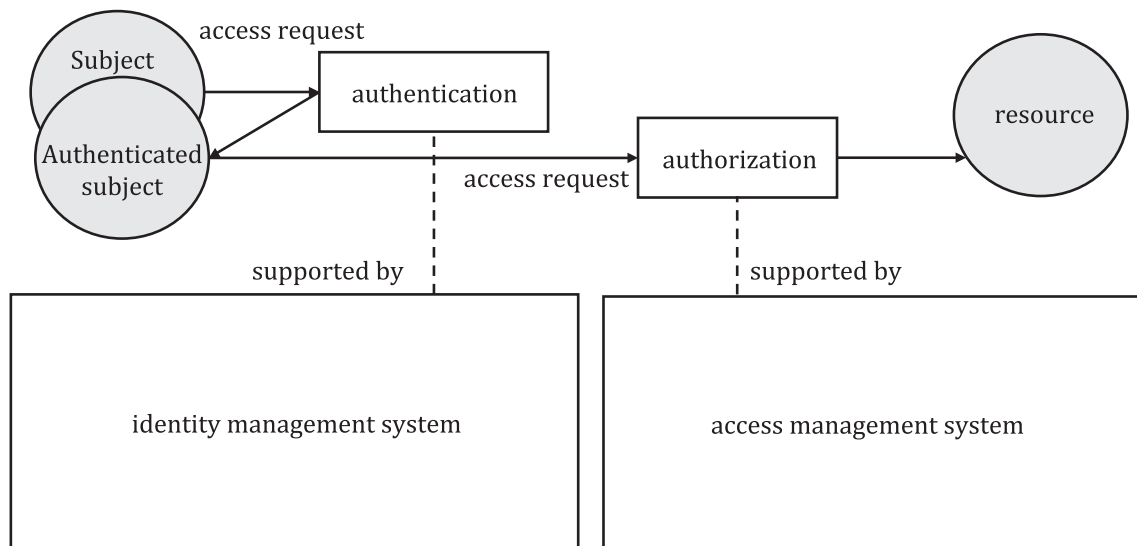 access request
Subject
authentication
resource
Authenticated
subject
authorization
access request
supported by
supported by
identity management system
access management system